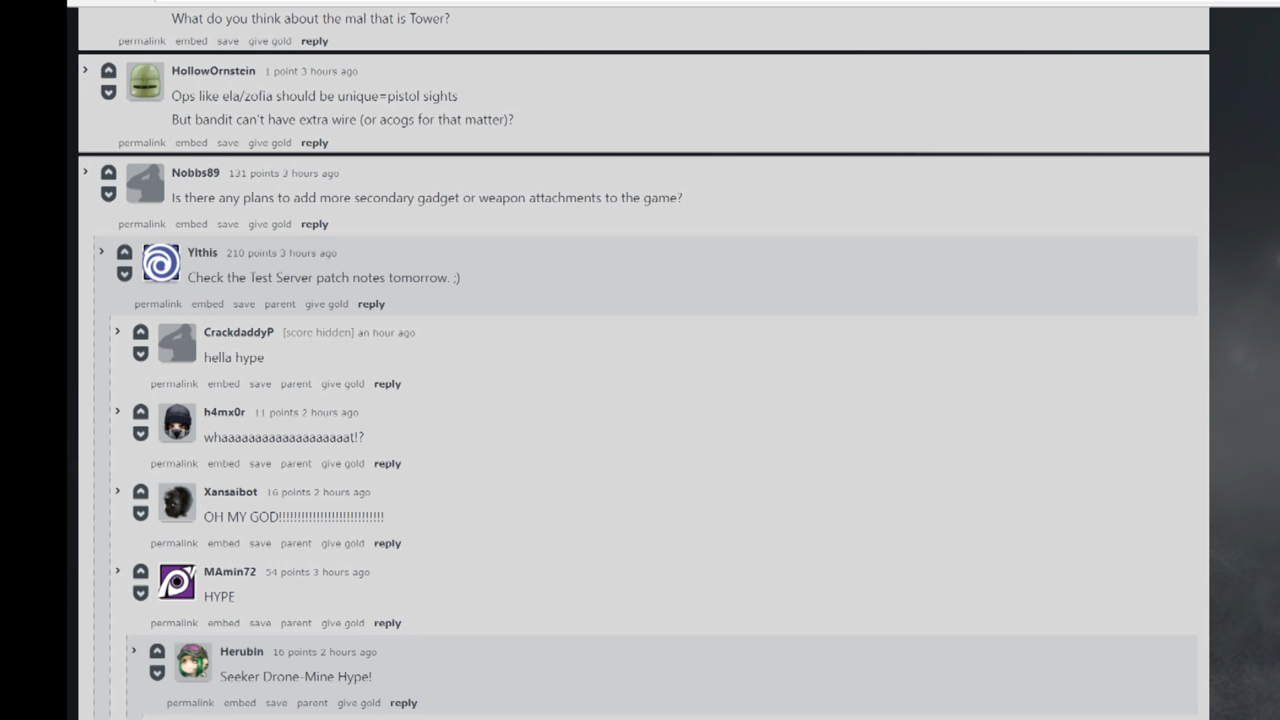 What do you think about the mal that is Tower?
permalink embed save give gold reply
HollowOrnstein 1 point 3 hours ago
Ops like ela/zofia should be unique=pistol sights
But bandit can't have extra wire (or acogs for that matter)?
permalink embed save give gold reply
Nobbs89 131 points 3 hours ago
Is there any plans to add more secondary gadget or weapon attachments to the game?
permalink embed save give gold reply
Ylthis 210 points 3 hours ago
Check the Test Server patch notes tomorrow. ;)
permalink embed save parent give gold reply
CrackdaddyP [score hidden] an hour ago
hella hype
permalink embed save parent give gold reply
h4mx0r 11 points 2 hours ago
whaaaaaaaaaaaaaaaaaaat!?
permalink embed save parent give gold reply
Xansaibot 16 points 2 hours ago
OH MY GOD!!!!!!!!!!!!!!!!!!!!!!!!!!!!
permalink embed save parent give gold reply
MAmin72 54 points 3 hours ago
HYPE
permalink embed save parent give gold reply
Herubin 16 points 2 hours ago
Seeker Drone-Mine Hype!
permalink embed save parent give gold reply